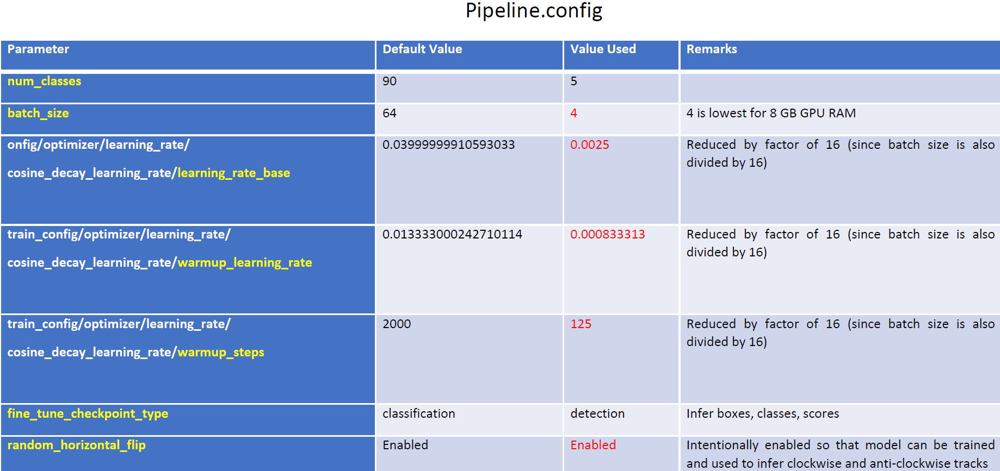 Pipeline.config
Parameter Default Value Value Used Remarks
num_classes 90 5
batch_size 64 4 4 is lowest for 8 GB GPU RAM
onfig/optimizer/learning_rate/ 0.03999999910593033 0.0025 Reduced by factor of 16 (since batch size is also
divided by 16)
cosine_decay_learning_rate/learning_rate_base
train_config/optimizer/learning_rate/ 0.013333000242710114 0.000833313 Reduced by factor of 16 (since batch size is also
divided by 16)
cosine_decay_learning_rate/warmup_learning_rate
train_config/optimizer/learning_rate/ 2000 125 Reduced by factor of 16 (since batch size is also
divided by 16)
cosine_decay_learning_rate/warmup_steps
fine_tune_checkpoint_type classification detection Infer boxes, classes, scores
random_horizontal_flip Enabled Enabled Intentionally enabled so that model can be trained
and used to infer clockwise and anti-clockwise tracks